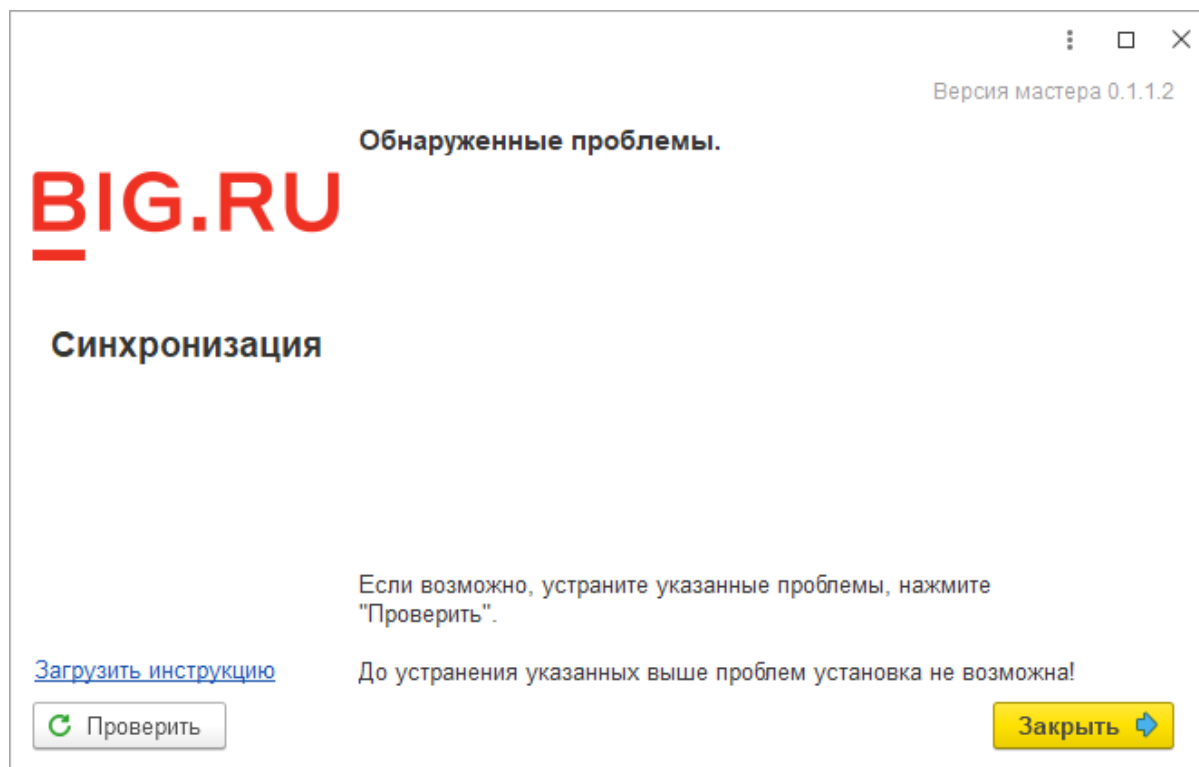 Версия мастера 0.1.1.2
Обнаруженные проблемы.
BIG.RU
Синхронизация
Если возможно, устраните указанные проблемы, нажмите
"Проверить".
Загрузить инструкцию
До устранения указанных выше проблем установка не возможна!
Проверить
Закрыть